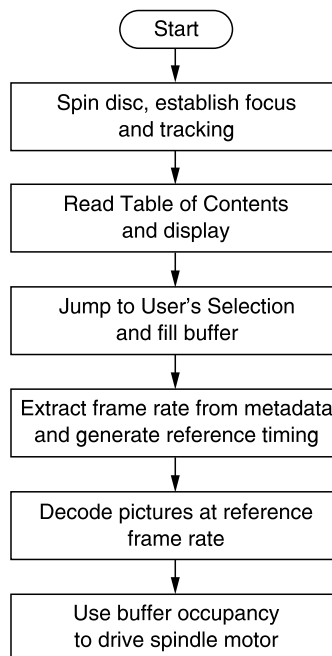 Start
Spin disc, establish focus
and tracking
Read Table of Contents
and display
Jump to User’s Selection
and fill buffer
Extract frame rate from metadata
and generate reference timing
Decode pictures at reference
frame rate
Use buffer occupancy
to drive spindle motor